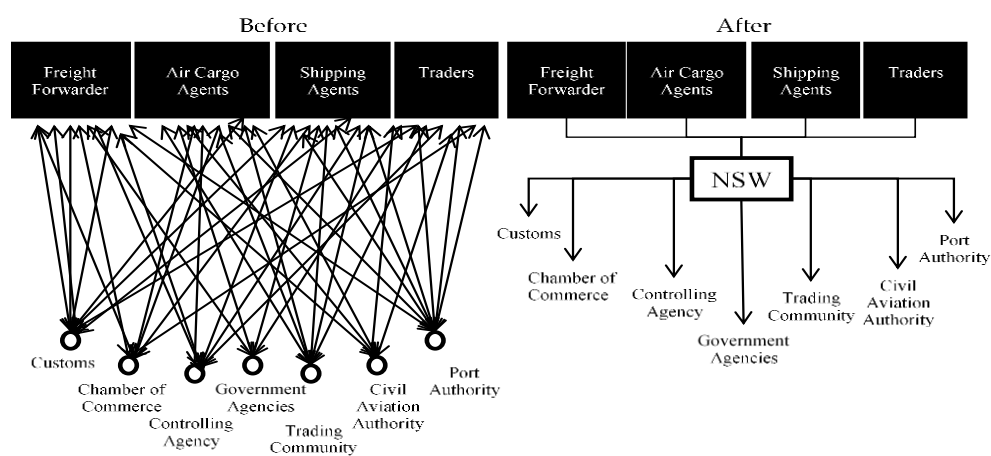 Before
Freight
Forwarder
Air Cargo
Agents
Shipping
Agents
Traders
Customs
Chamber of
Commerce
Controlling
Agency
Government
Agencies
Trading
Community
Civil
Aviation
Authority
Port
Authority
After
Freight
Forwarder
Air Cargo
Agents
Shipping
Agents
Traders
NSW
Customs
Chamber of
Commerce
Controlling
Agency
Government
Agencies
Trading
Community
Civil
Aviation
Authority
Port
Authority